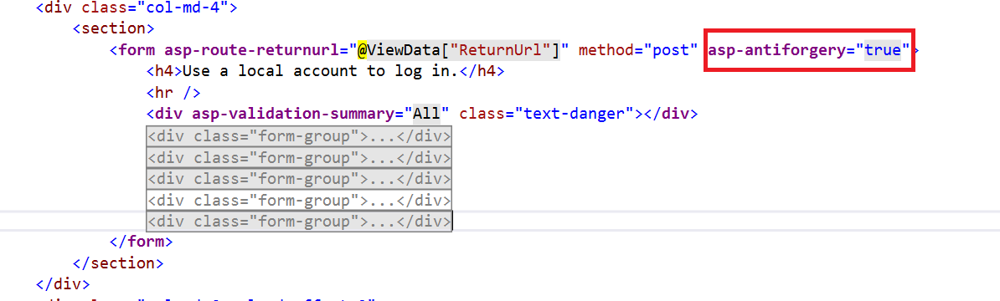 <div class="col-md-4">
<section>
<form asp-route-returnurl="@ViewData["ReturnUrl"]" method="post" asp-antiforgery="true">
<h4>Use a local account to log in.</h4>
<hr />
<div asp-validation-summary="All" class="text-danger"></div>
<div class="form-group">...</div>
<div class="form-group">...</div>
<div class="form-group">...</div>
<div class="form-group">...</div>
<div class="form-group">...</div>
</form>
</section>
</div>